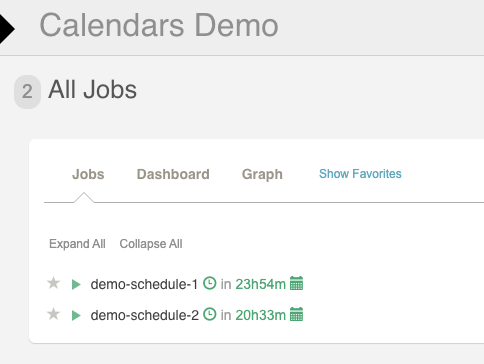 Calendars Demo
2 All Jobs
Jobs Dashboard Graph Show Favorites
Expand All Collapse All
demo-schedule-1 in 23h54m
demo-schedule-2 in 20h33m